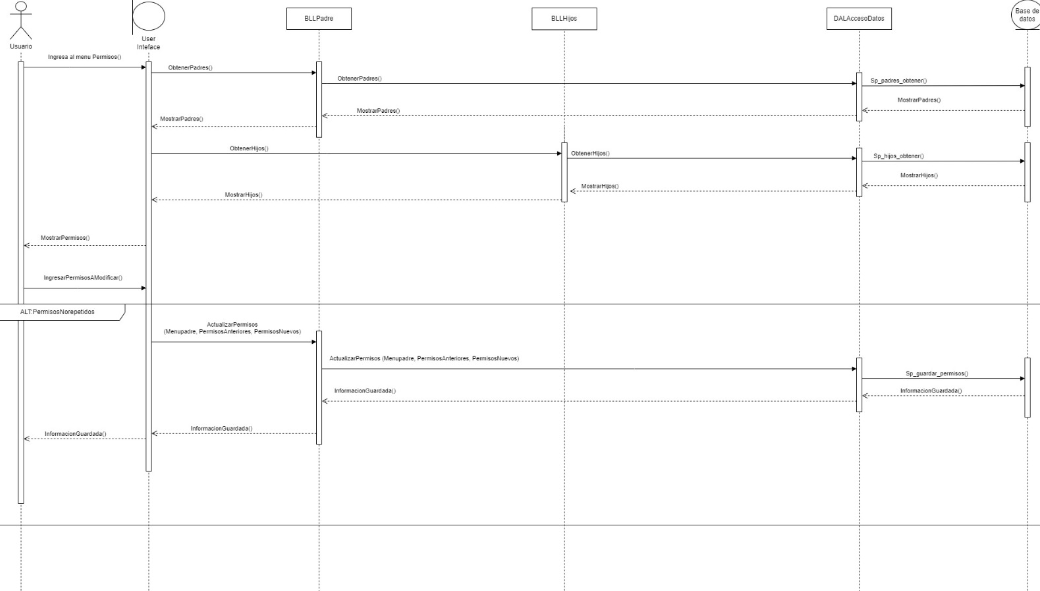 Usuario
User
Inteface
BLLPadre
BLLHijos
DALAccesoDatos
Base de
datos
Ingresa al menu Permisos()
ObtenerPadres()
ObtenerPadres()
Sp_padres_obtener()
MostrarPadres()
MostrarPadres()
MostrarPadres()
ObtenerHijos()
ObtenerHijos()
Sp_hijos_obtener()
MostrarHijos()
MostrarHijos()
MostrarHijos()
MostrarPermisos()
IngresarPermisosAModificar()
ALT:PermisosNorepetidos
ActualizarPermisos
(Menupadre, PermisosAnteriores, PermisosNuevos)
ActualizarPermisos (Menupadre, PermisosAnteriores, PermisosNuevos)
Sp_guardar_permisos()
InformacionGuardada()
InformacionGuardada()
InformacionGuardada()
InformacionGuardada()